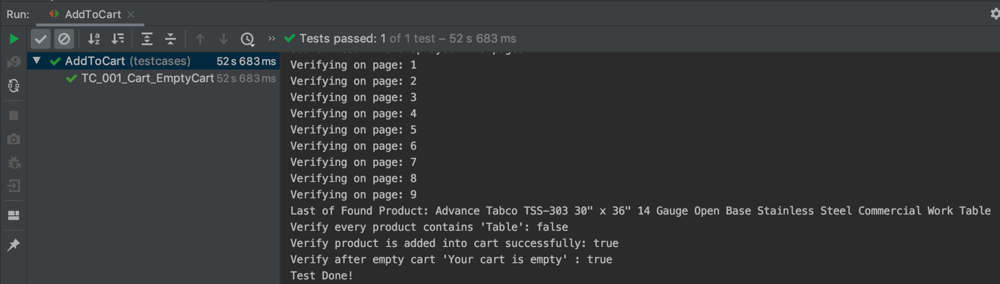 Run: AddToCart ×
» Tests passed: 1 of 1 test – 52 s 683 ms
AddToCart (testcases) 52 s 683 ms
TC_001_Cart_EmptyCart 52 s 683 ms
Verifying on page: 1
Verifying on page: 2
Verifying on page: 3
Verifying on page: 4
Verifying on page: 5
Verifying on page: 6
Verifying on page: 7
Verifying on page: 8
Verifying on page: 9
Last of Found Product: Advance Tabco TSS-303 30" x 36" 14 Gauge Open Base Stainless Steel Commercial Work Table
Verify every product contains 'Table': false
Verify product is added into cart successfully: true
Verify after empty cart 'Your cart is empty' : true
Test Done!